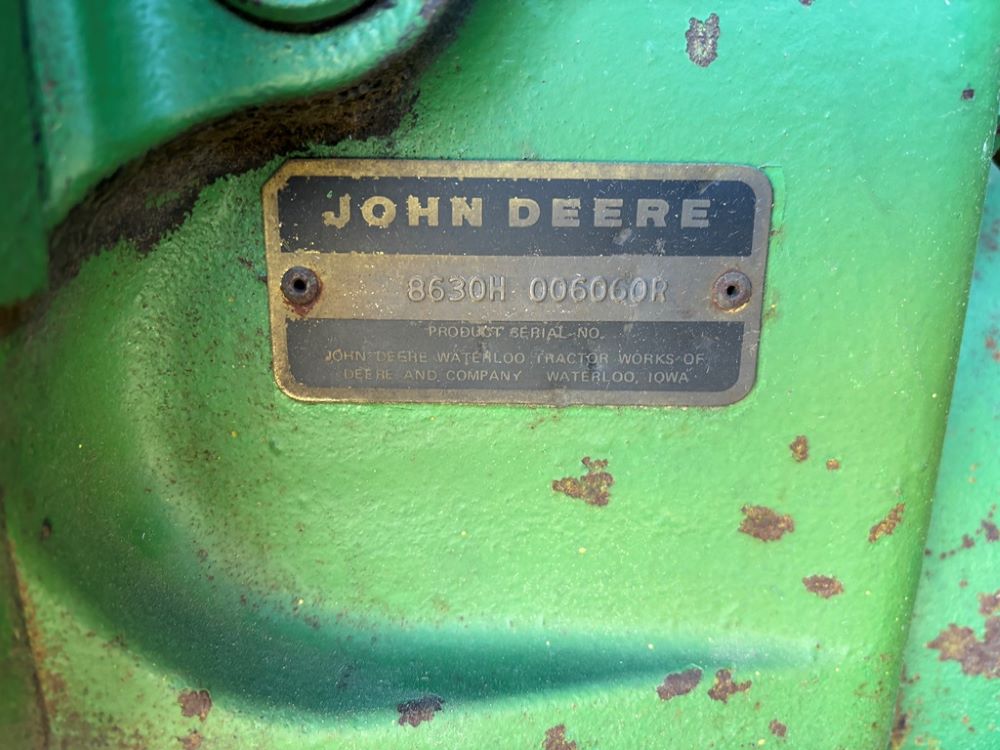 JOHN DEERE
8630H 006060R
PRODUCT SERIAL NO.
JOHN DEERE WATERLOO TRACTOR WORKS OF
DEERE AND COMPANY WATERLOO, IOWA